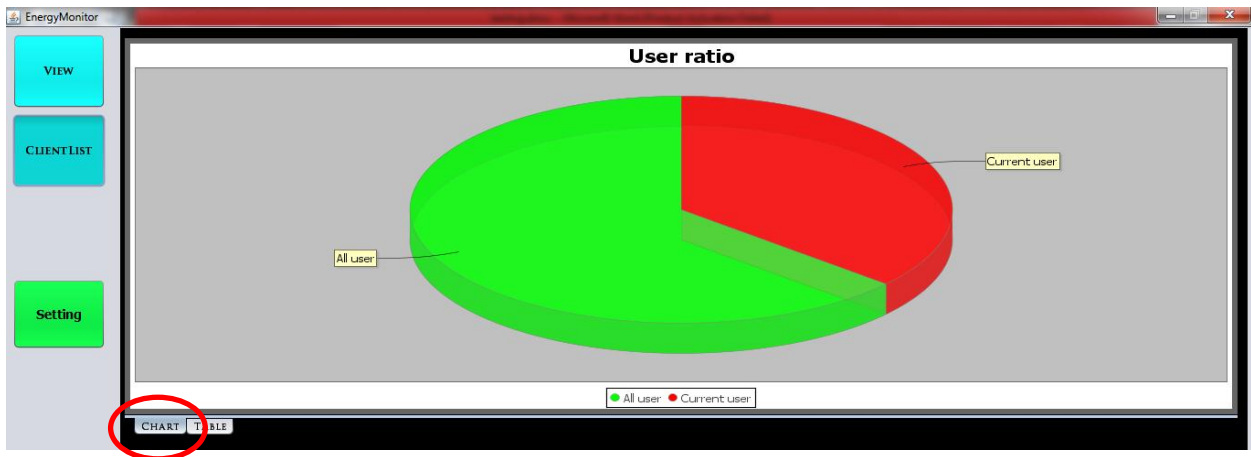 EnergyMonitor
VIEW
CLIENTLIST
Setting
User ratio
Current user
All user
All user Current user
CHART TABLE